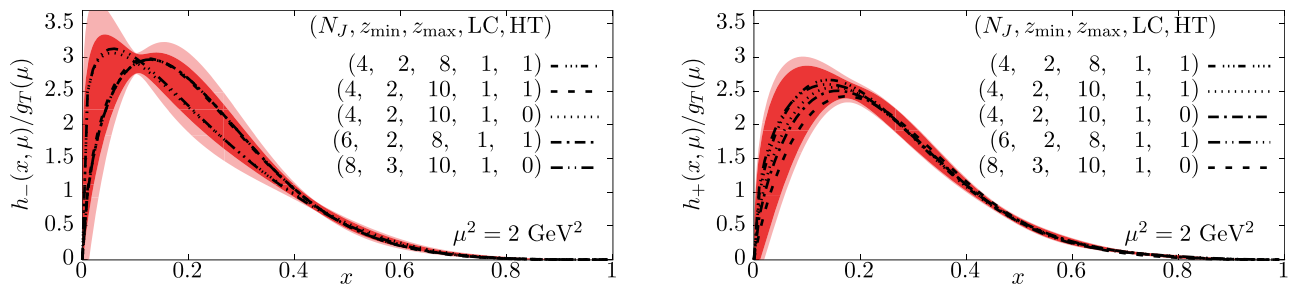 h₋(x, μ)/g_T(μ)
3.5
3
2.5
2
1.5
1
0.5
0
(N_J, z_min, z_max, LC, HT)
(4, 2, 8, 1, 1)
(4, 2, 10, 1, 1)
(4, 2, 10, 1, 0)
(6, 2, 8, 1, 1)
(8, 3, 10, 1, 0)
μ² = 2 GeV²
0 0.2 0.4 0.6 0.8 1
x
h₊(x, μ)/g_T(μ)
3.5
3
2.5
2
1.5
1
0.5
0
(N_J, z_min, z_max, LC, HT)
(4, 2, 8, 1, 1)
(4, 2, 10, 1, 1)
(4, 2, 10, 1, 0)
(6, 2, 8, 1, 1)
(8, 3, 10, 1, 0)
μ² = 2 GeV²
0 0.2 0.4 0.6 0.8 1
x